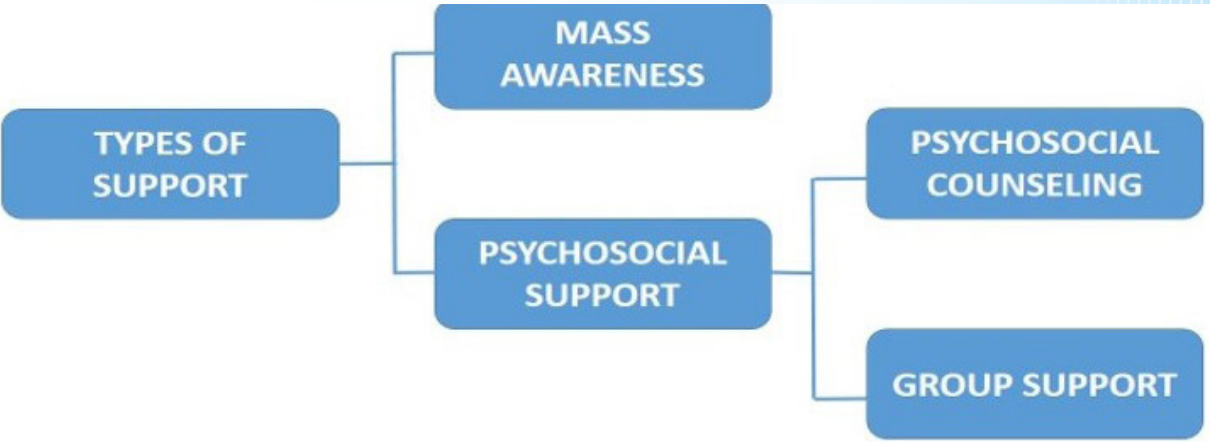 MASS
AWARENESS
TYPES OF
SUPPORT
PSYCHOSOCIAL
COUNSELING
PSYCHOSOCIAL
SUPPORT
GROUP SUPPORT